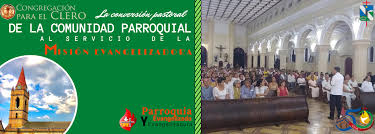 CONGREGACIÓN
PARA EL CLERO
La conversión pastoral
DE LA COMUNIDAD PARROQUIAL
AL SERVICIO DE LA
MISIÓN EVANGELIZADORA
Parroquia
Y